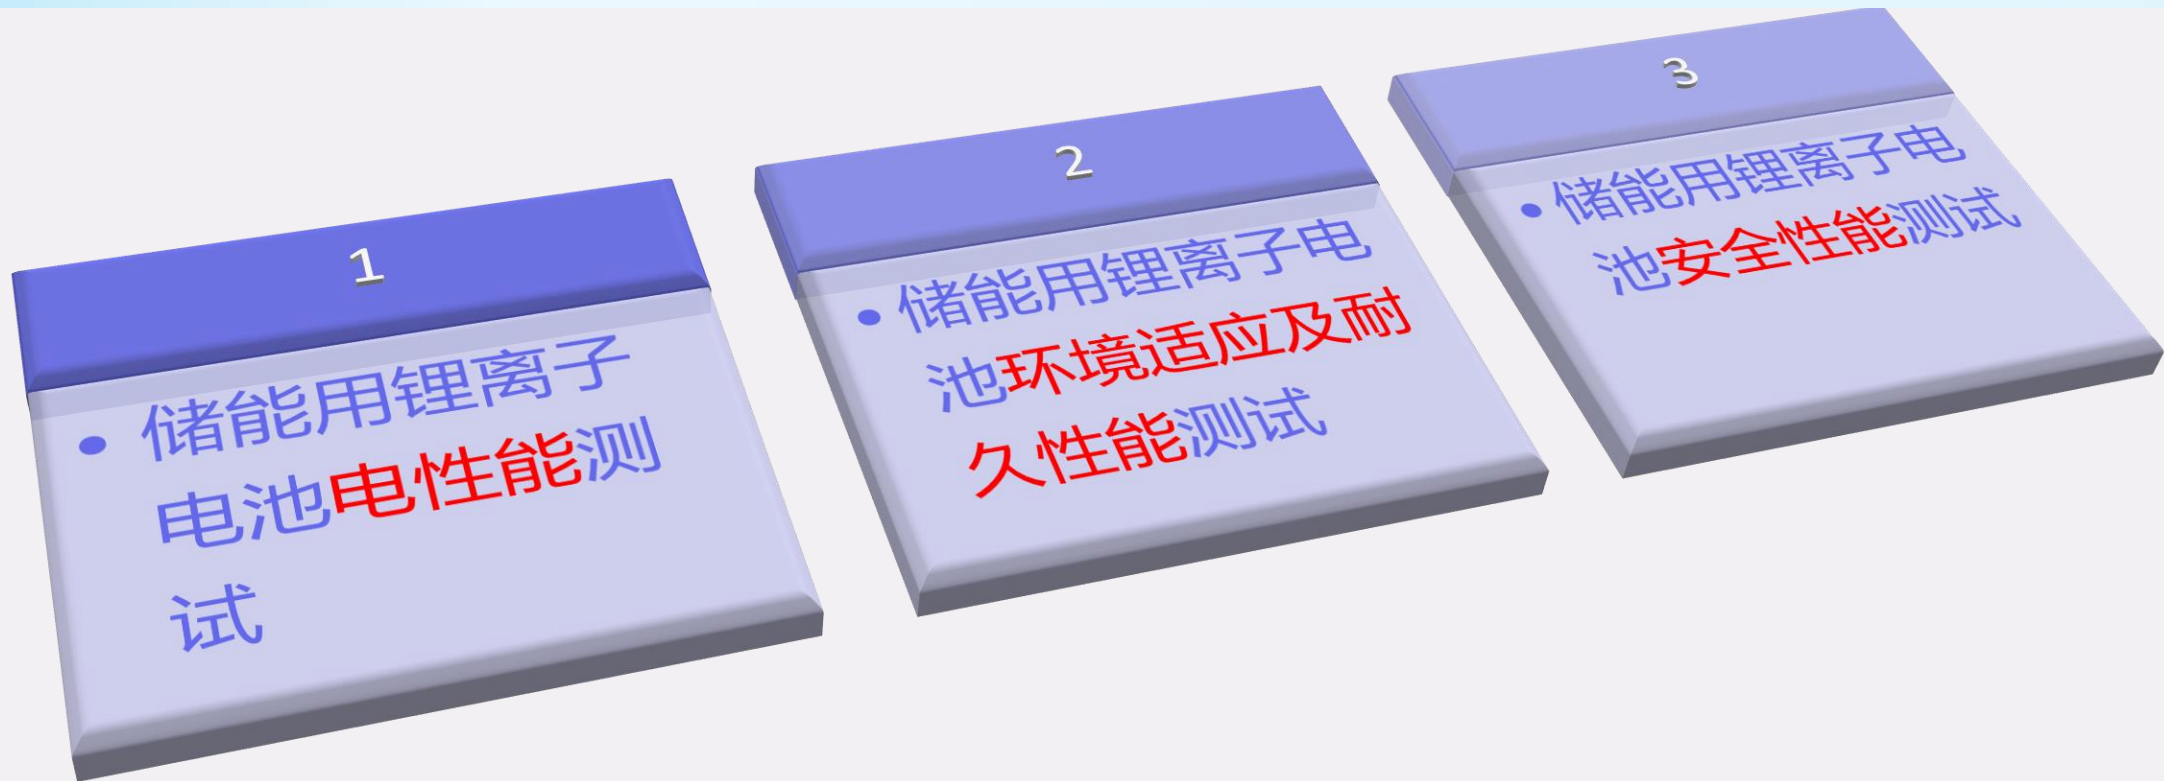 1
• 储能用锂离子
电池电性能测
试
2
• 储能用锂离子电
池环境适应及耐
久性能测试
3
• 储能用锂离子电
池安全性能测试